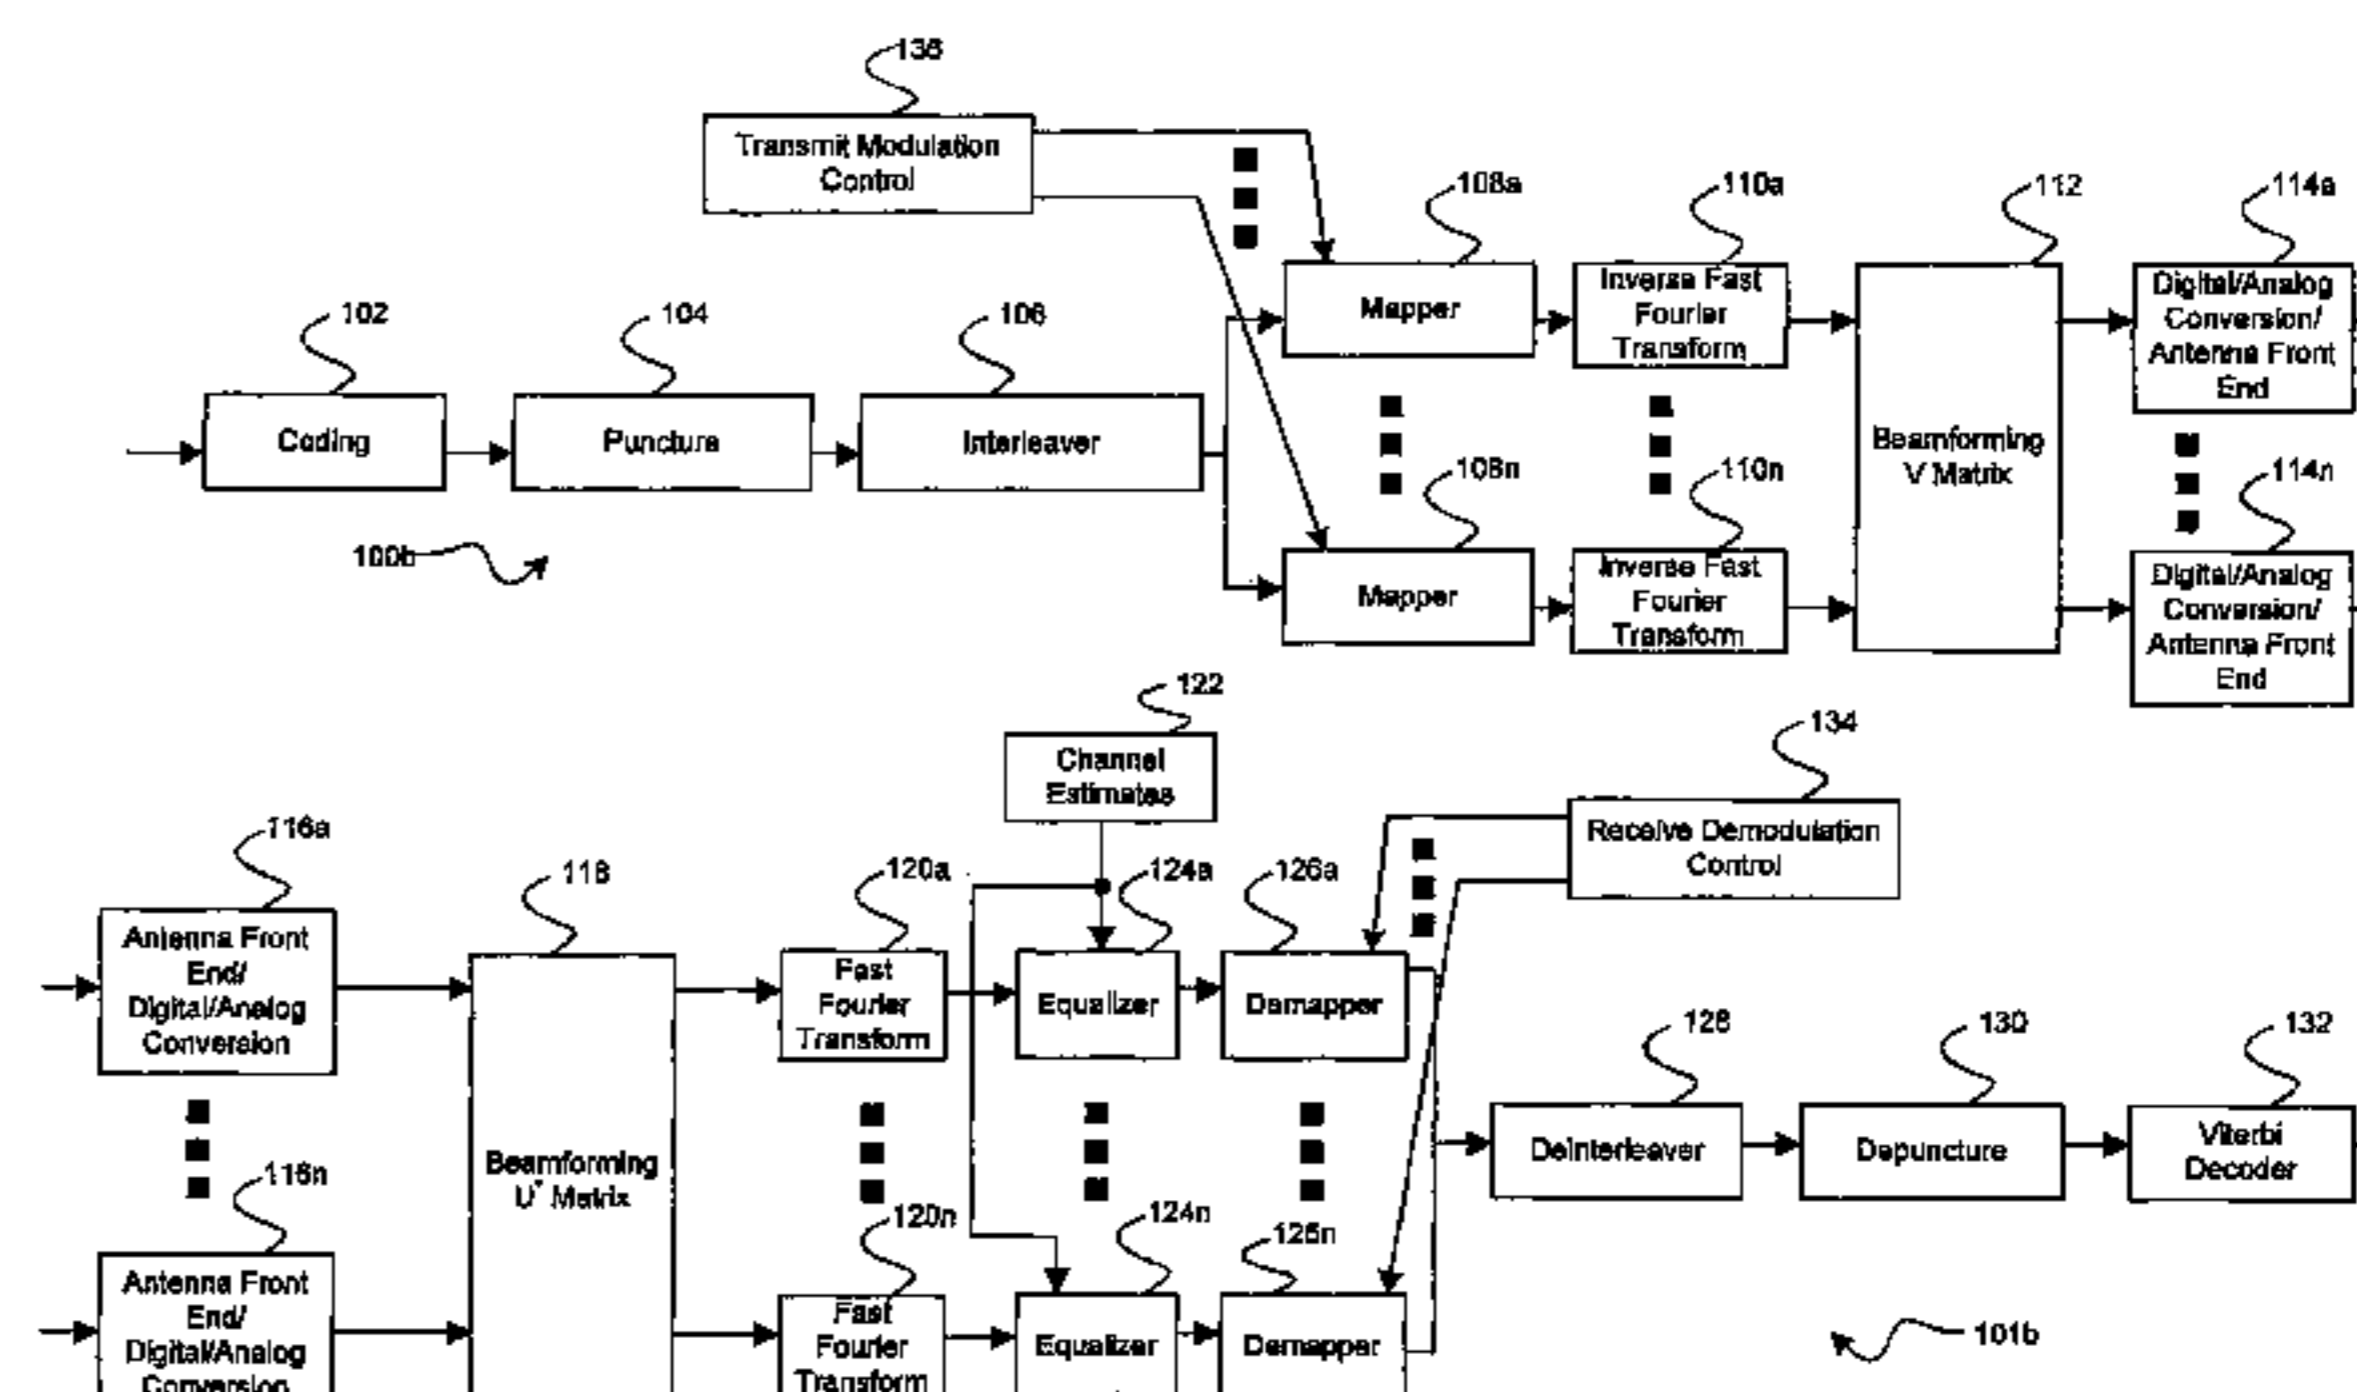 136
Transmit Modulation
Control
108a
110a
112
114a
Mapper
Inverse Fast
Fourier
Transform
Digital/Analog
Conversion/
Antenna Front
End
102
104
106
Coding
Puncture
Interleaver
Beamforming
V Matrix
108n
110n
114n
100b
Mapper
Inverse Fast
Fourier
Transform
Digital/Analog
Conversion/
Antenna Front
End
122
Channel
Estimates
134
Receive Demodulation
Control
116a
118
120a
124a
126a
Antenna Front
End/
Digital/Analog
Conversion
Fast
Fourier
Transform
Equalizer
Demapper
128
130
132
Deinterleaver
Depuncture
Viterbi
Decoder
Beamforming
U* Matrix
116n
120n
124n
126n
Antenna Front
End/
Digital/Analog
Conversion
Fast
Fourier
Transform
Equalizer
Demapper
101b